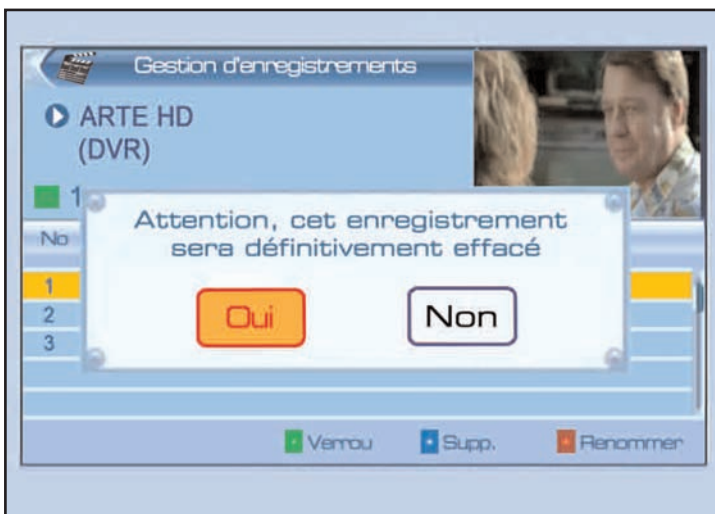 Gestion d'enregistrements
ARTE HD
(DVR)
1
Attention, cet enregistrement
sera définitivement effacé
No
Oui
Non
1
2
3
Verrou
Supp.
Renommer